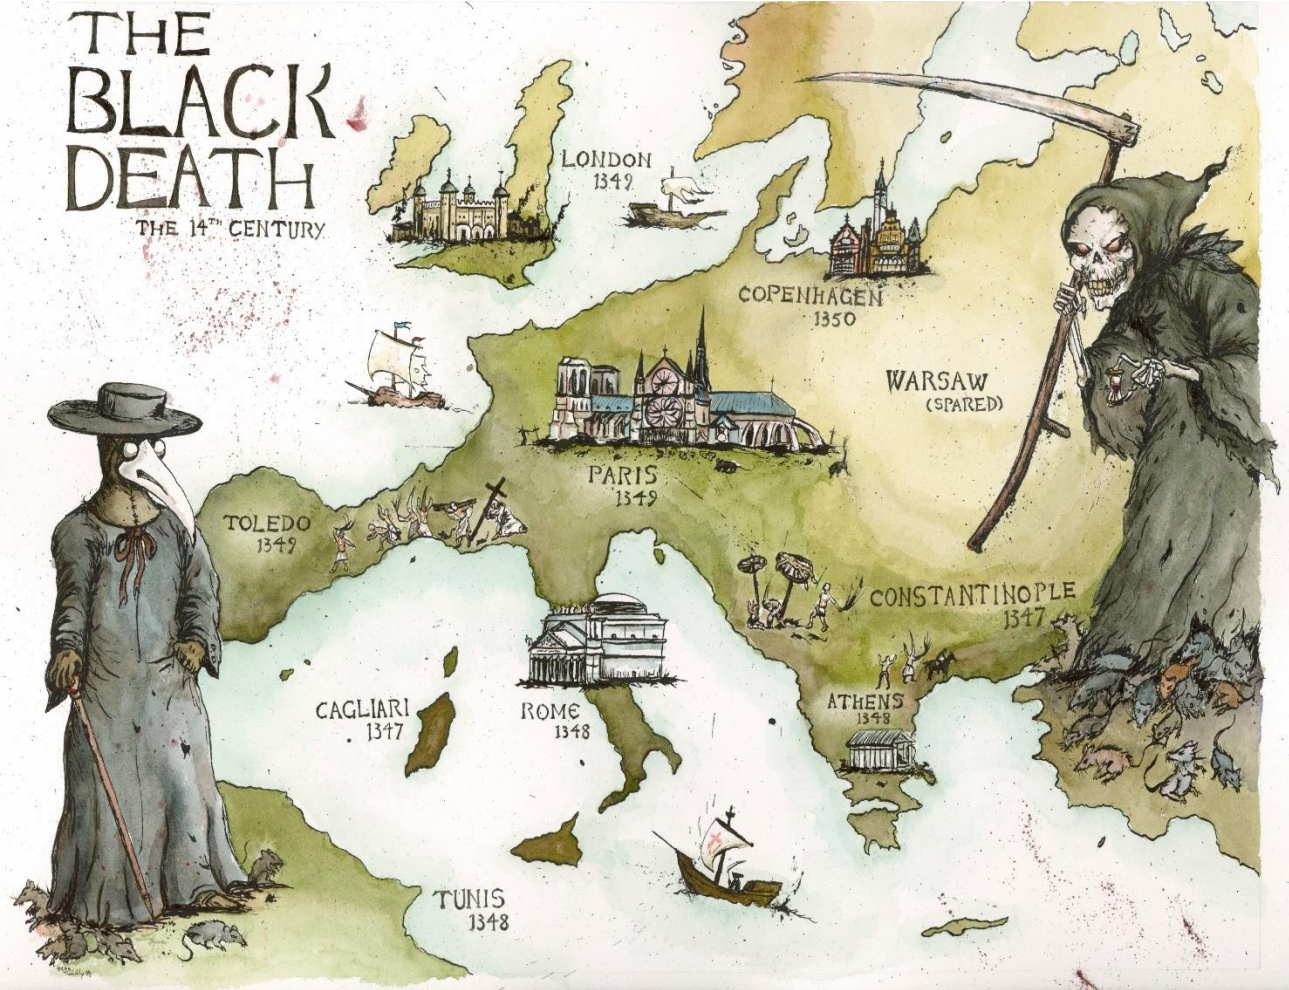 THE
BLACK
DEATH
THE 14TH CENTURY
LONDON
1349
COPENHAGEN
1350
WARSAW
(SPARED)
PARIS
1349
TOLEDO
1349
CONSTANTINOPLE
1347
CAGLIARI
1347
ROME
1348
ATHENS
1348
TUNIS
1348